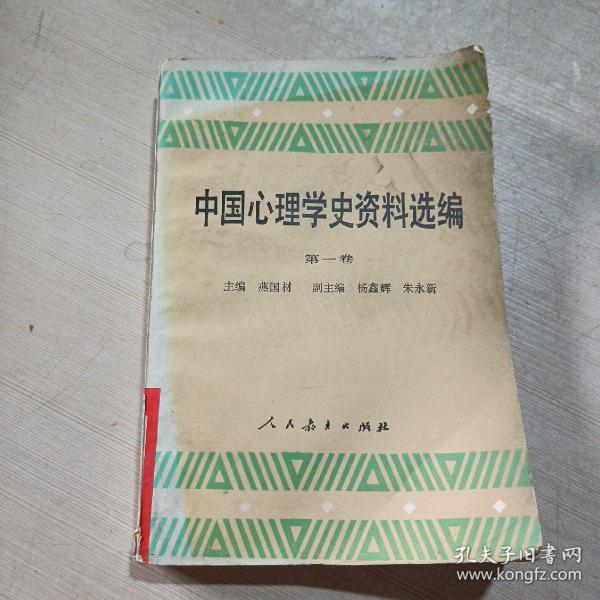 中国心理学史资料选编
第一卷
主编 燕国材 副主编 杨鑫辉 朱永新
人民教育出版社
孔夫子旧书网
www.kongfz.com